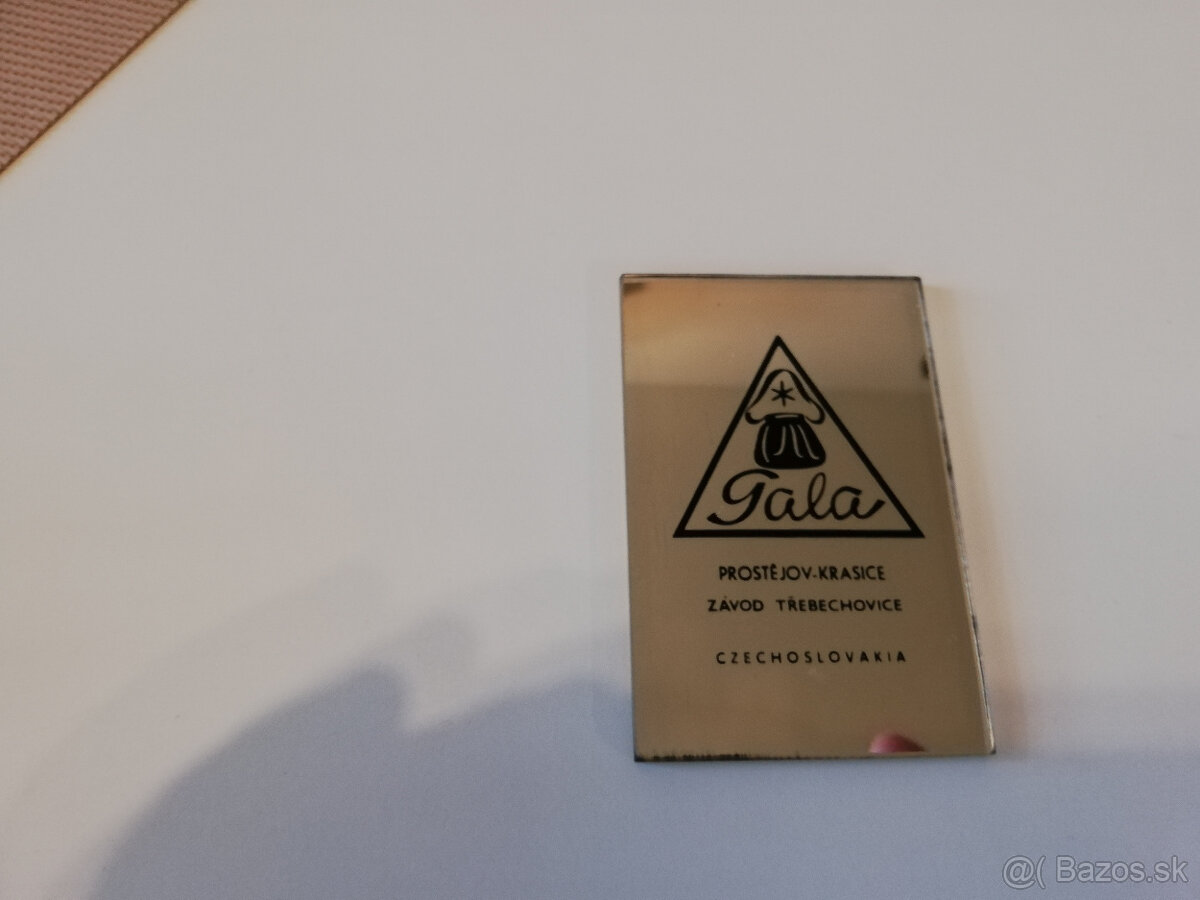 Gala
PROSTĚJOV-KRASICE
ZÁVOD TŘEBECHOVICE
CZECHOSLOVAKIA
@( Bazos.sk